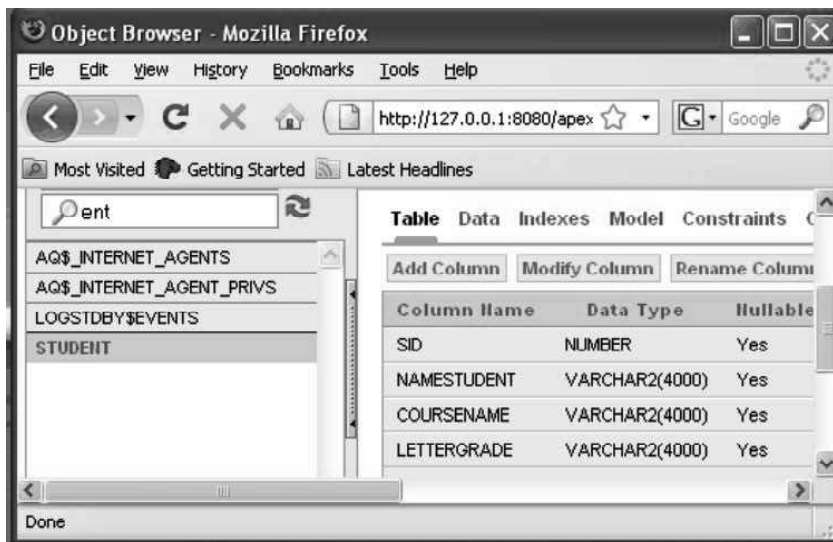 Object Browser - Mozilla Firefox
File Edit View History Bookmarks Tools Help
http://127.0.0.1:8080/apex G Google
Most Visited Getting Started Latest Headlines
ent
AQ$_INTERNET_AGENTS
AQ$_INTERNET_AGENT_PRIVS
LOGSTDBY$EVENTS
STUDENT
Table Data Indexes Model Constraints
Add Column Modify Column Rename Colum
Column Name Data Type Nullable
SID NUMBER Yes
NAMESTUDENT VARCHAR2(4000) Yes
COURSENAME VARCHAR2(4000) Yes
LETTERGRADE VARCHAR2(4000) Yes
Done